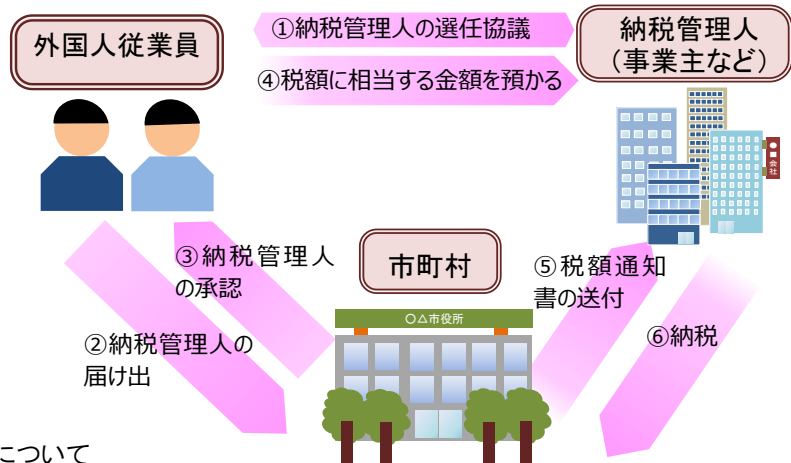 外国人従業員
①納税管理人の選任協議
④税額に相当する金額を預かる
納税管理人
（事業主など）
●■会社
③納税管理人
の承認
市町村
⑤税額通知
書の送付
〇△市役所
②納税管理人の
届け出
⑥納税
について